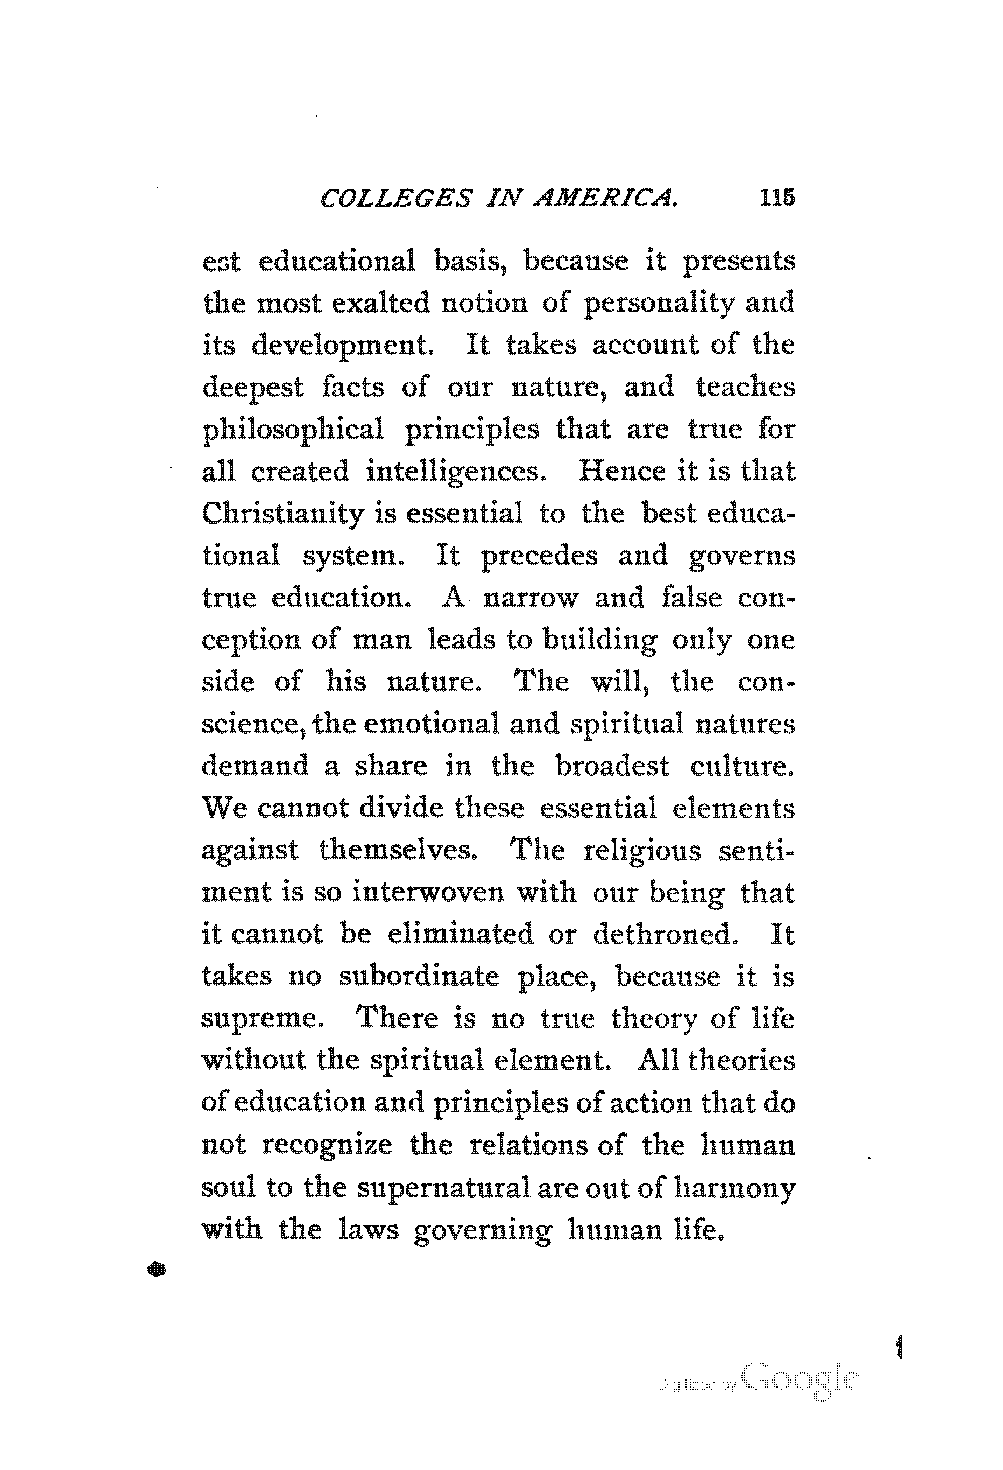 COLLEGES IN AMERICA. 115
est educational basis, because it presents
the most exalted notion of personality and
its development. It takes account of the
deepest facts of our nature, and teaches
philosophical principles that are true for
all created intelligences. Hence it is that
Christianity is essential to the best educa-
tional system. It precedes and governs
true education. A narrow and false con-
ception of man leads to building only one
side of his nature. The will, the con-
science, the emotional and spiritual natures
demand a share in the broadest culture.
We cannot divide these essential elements
against themselves. The religious senti-
ment is so interwoven with our being that
it cannot be eliminated or dethroned. It
takes no subordinate place, because it is
supreme. There is no true theory of life
without the spiritual element. All theories
of education and principles of action that do
not recognize the relations of the human
soul to the supernatural are out of harmony
with the laws governing human life.
Digitized by Google